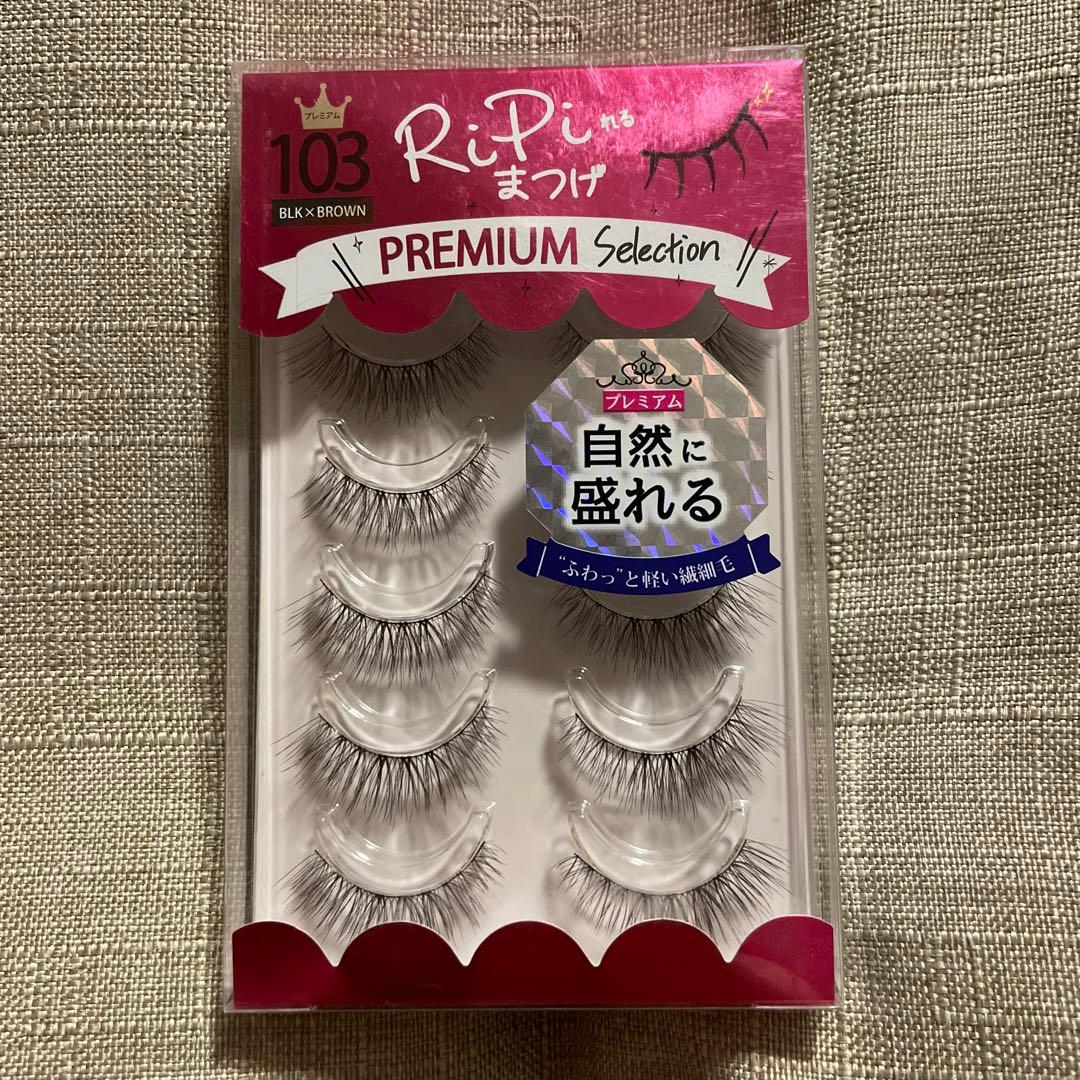 プレミアム
103
BLK×BROWN
RiPiれる
まつげ
PREMIUM Selection
プレミアム
自然に
盛れる
"ふわっ"と軽い繊細毛